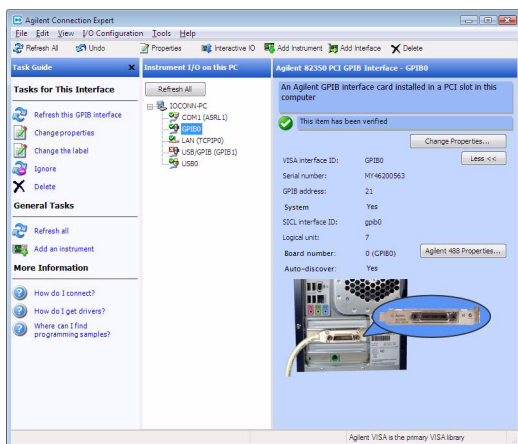 Agilent Connection Expert
File Edit View I/O Configuration Tools Help
Refresh All Undo Properties Interactive IO Add Instrument Add Interface Delete
Task Guide
Instrument I/O on this PC
Agilent 82350 PCI GPIB Interface - GPIB0
Tasks for This Interface
Refresh this GPIB interface
Change properties
Change the label
Ignore
Delete
General Tasks
Refresh all
Add an instrument
More Information
How do I connect?
How do I get drivers?
Where can I find
programming samples?
Refresh All
IOCONN-PC
COM1 (ASRL1)
GPIB0
LAN (TCPIP0)
USB/GPIB (GPIB1)
USB0
An Agilent GPIB interface card installed in a PCI slot in this
computer
This item has been verified
Change Properties...
VISA interface ID: GPIB0
Less <<
Serial number: MY46200563
GPIB address: 21
System Yes
SICL interface ID: gpib0
Logical unit: 7
Board number: 0 (GPIB0)
Agilent 488 Properties...
Auto-discover: Yes
Agilent VISA is the primary VISA library